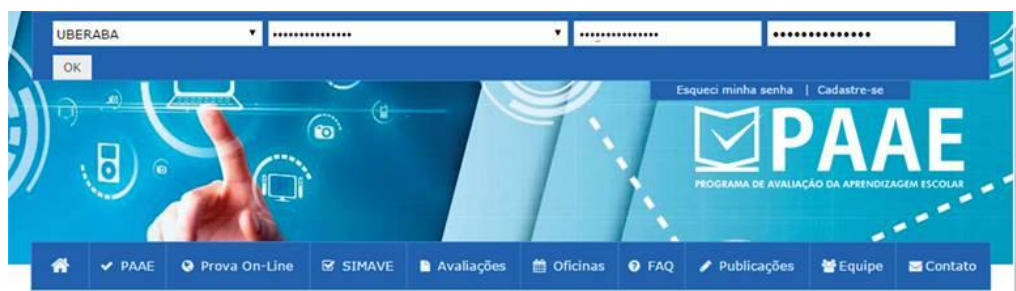 UBERABA
OK
Esqueci minha senha | Cadastre-se
PAAE
PROGRAMA DE AVALIAÇÃO DA APRENDIZAGEM ESCOLAR
PAAE Prova On-Line SIMAVE Avaliações Oficinas FAQ Publicações Equipe Contato